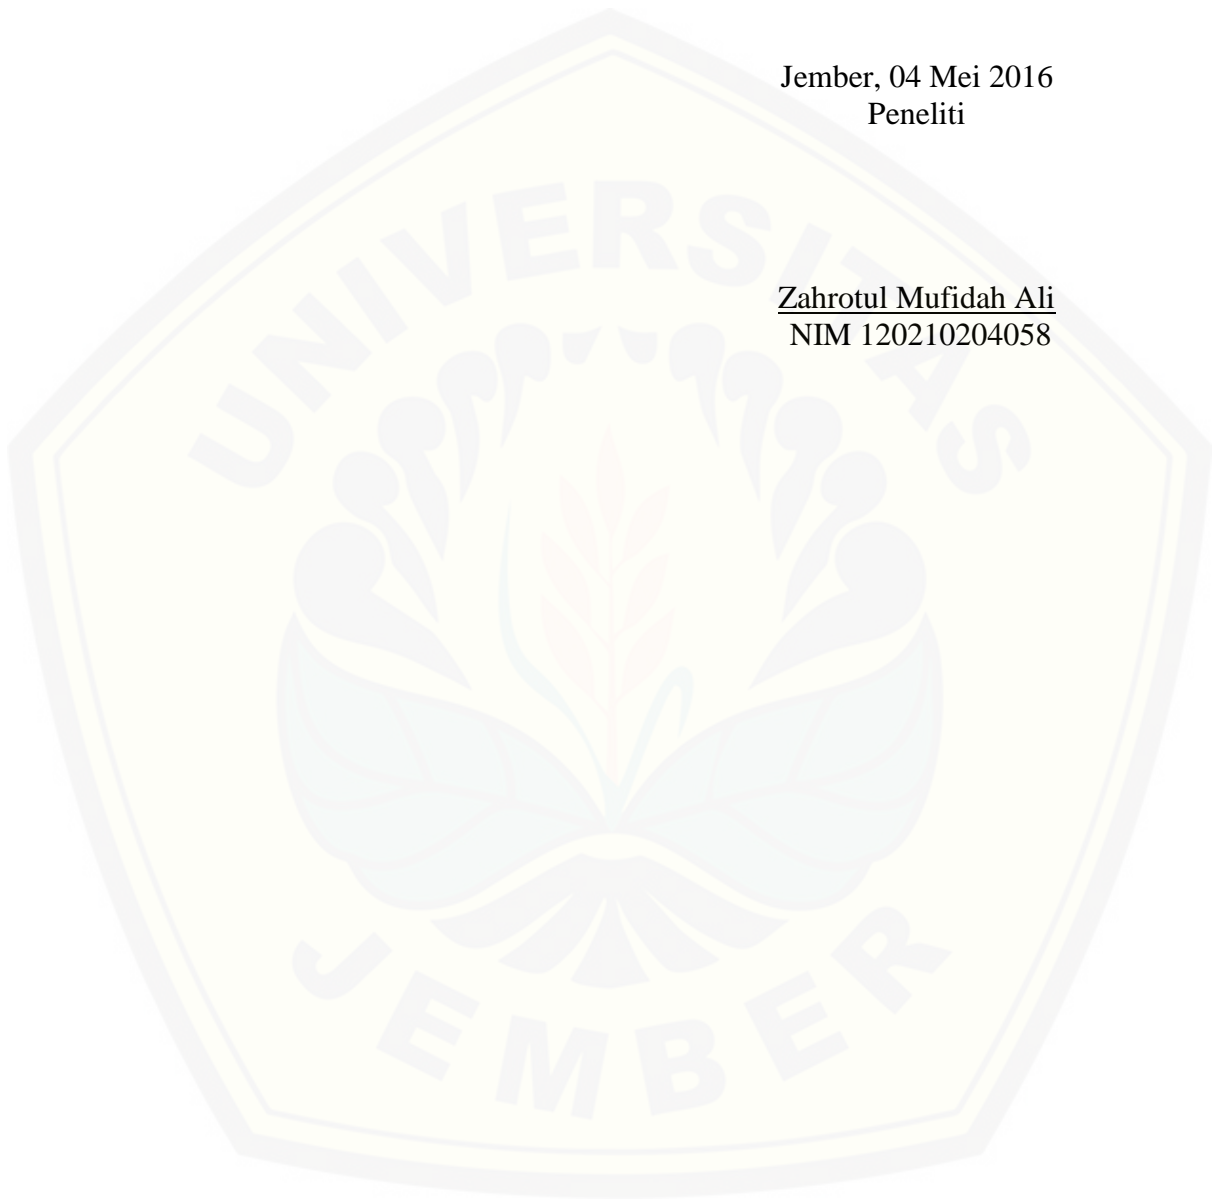 Jember, 04 Mei 2016
Peneliti
UNIVERSITAS
Zahrotul Mufidah Ali
NIM 120210204058
JEMBER